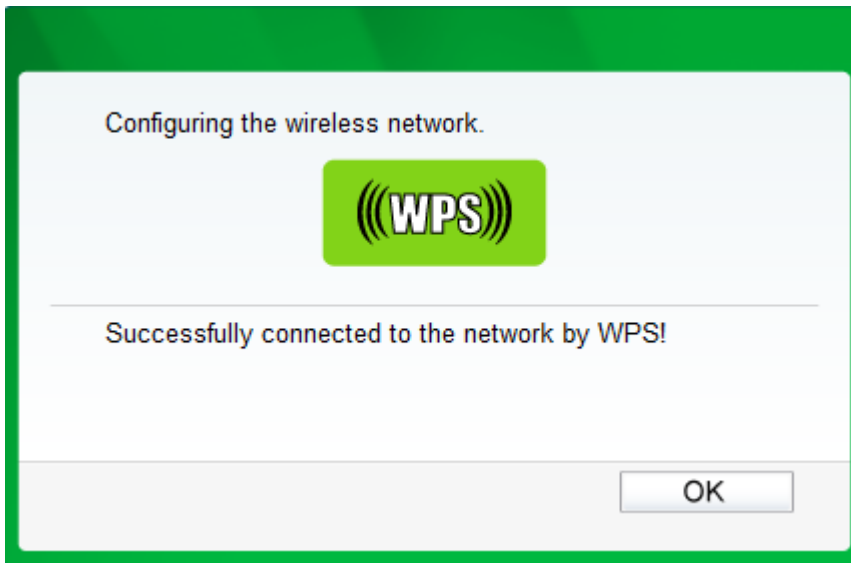 Configuring the wireless network.
(((WPS)))
Successfully connected to the network by WPS!
OK